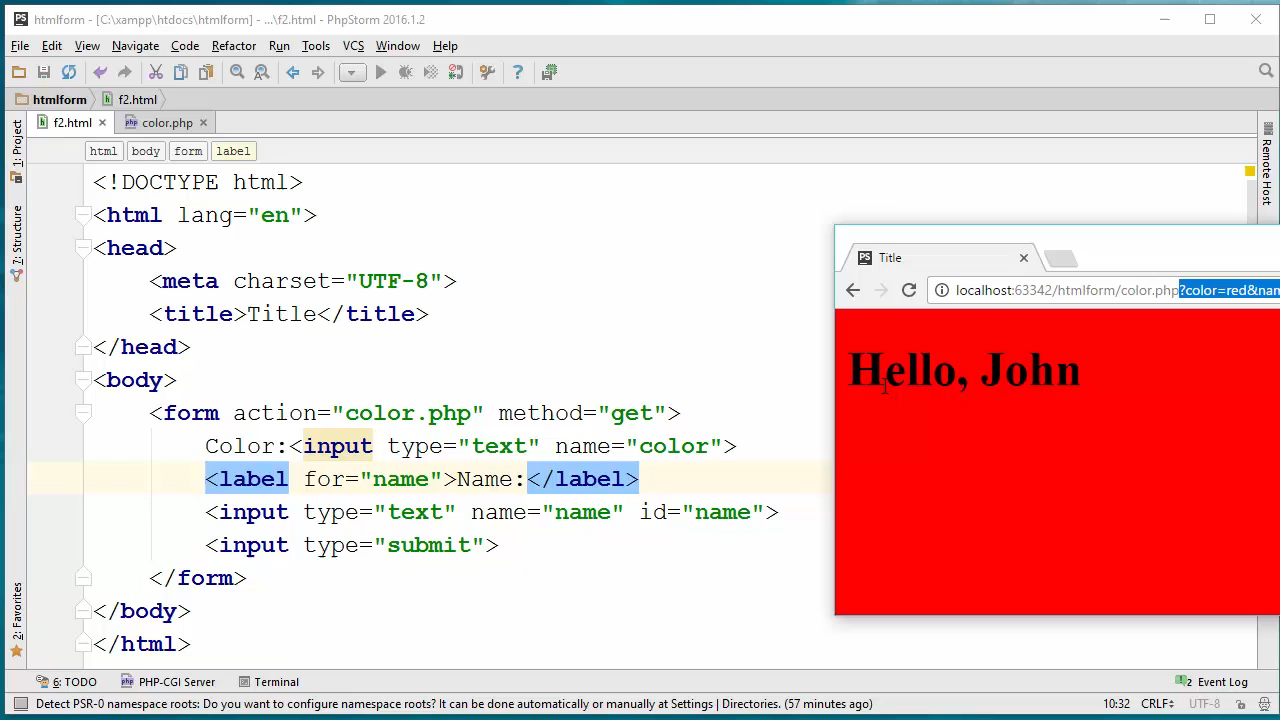 PS htmlform - [C:\xampp\htdocs\htmlform] - ...\f2.html - PhpStorm 2016.1.2
File Edit View Navigate Code Refactor Run Tools VCS Window Help
htmlform f2.html
f2.html color.php
html body form label
1: Project
7: Structure
2: Favorites
Remote Host
<!DOCTYPE html>
<html lang="en">
<head>
<meta charset="UTF-8">
<title>Title</title>
</head>
<body>
<form action="color.php" method="get">
Color:<input type="text" name="color">
<label for="name">Name:</label>
<input type="text" name="name" id="name">
<input type="submit">
</form>
</body>
</html>
PS Title
localhost:63342/htmlform/color.php?color=red&nam
Hello, John
6: TODO PHP-CGI Server Terminal 2 Event Log
Detect PSR-0 namespace roots: Do you want to configure namespace roots? It can be done automatically or manually at Settings | Directories. (57 minutes ago) 10:32 CRLF UTF-8